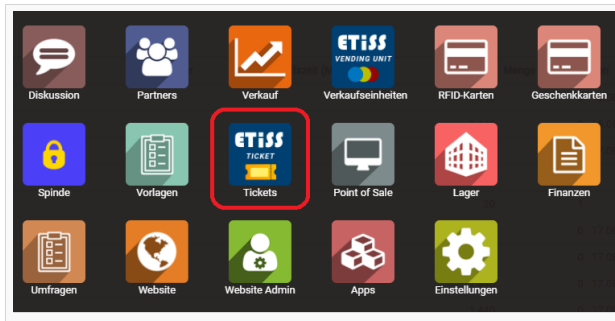 ETiSS
VENDING UNIT
Diskussion
Partners
Verkauf
Verkaufseinheiten
RFID-Karten
Geschenkkarten
ETiSS
TICKET
Spinde
Vorlagen
Tickets
Point of Sale
Lager
Finanzen
Umfragen
Website
Website Admin
Apps
Einstellungen